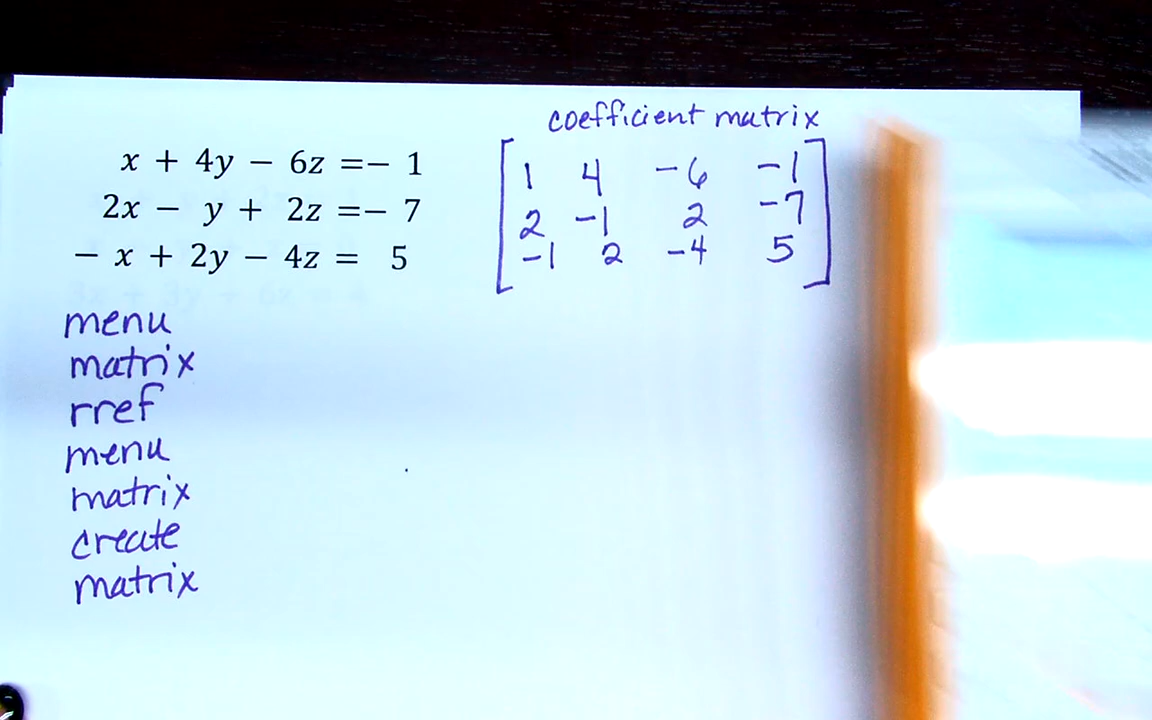 coefficient matrix
x + 4y − 6z =− 1
2x − y + 2z =− 7
− x + 2y − 4z = 5
1 4 -6 -1
2 -1 2 -7
-1 2 -4 5
menu
matrix
rref
menu
matrix
create
matrix